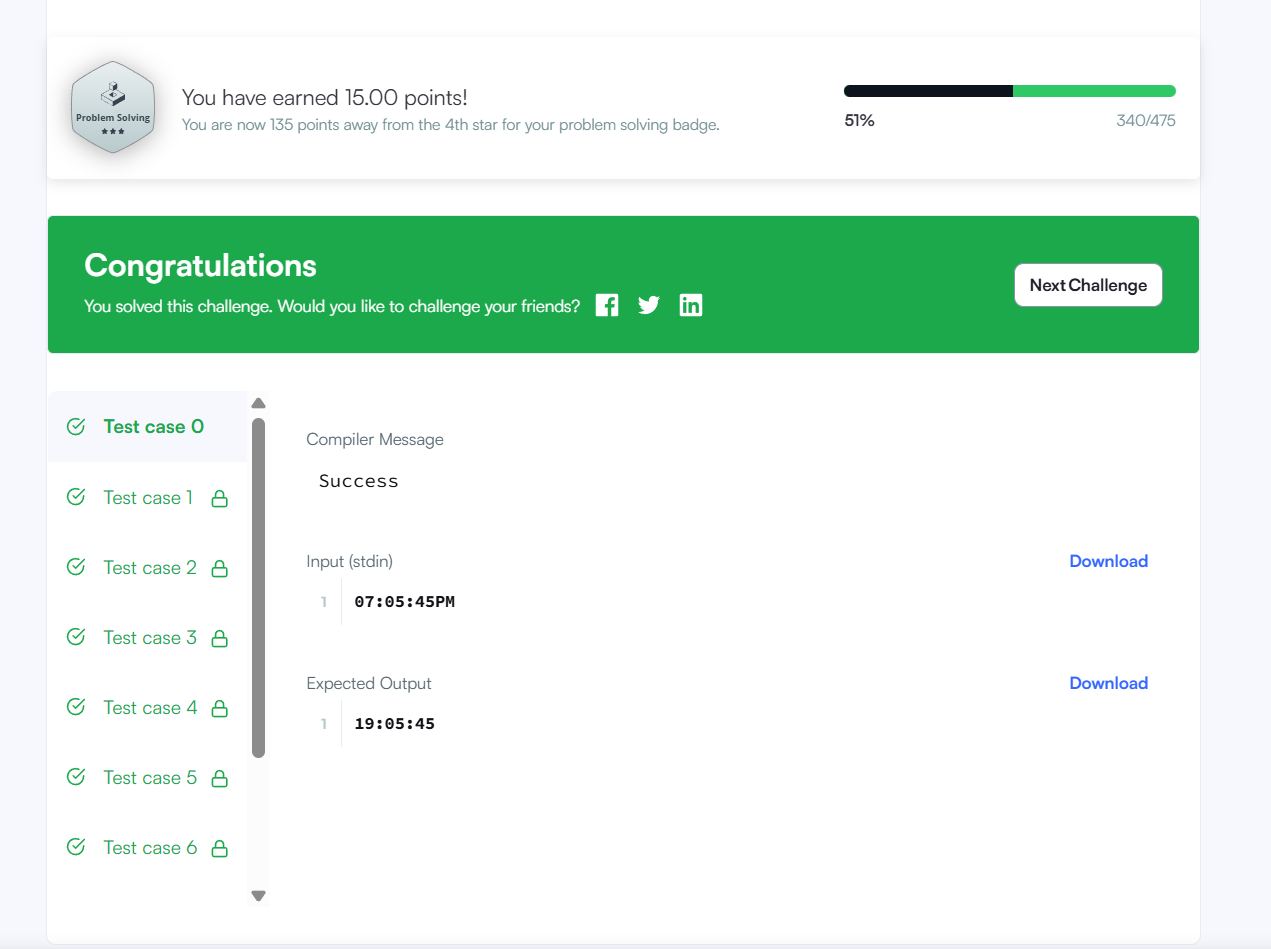 Problem Solving
You have earned 15.00 points!
You are now 135 points away from the 4th star for your problem solving badge.
51%
340/475
Congratulations
You solved this challenge. Would you like to challenge your friends?
Next Challenge
Test case 0
Test case 1
Test case 2
Test case 3
Test case 4
Test case 5
Test case 6
Compiler Message
Success
Input (stdin)
Download
1 07:05:45PM
Expected Output
Download
1 19:05:45